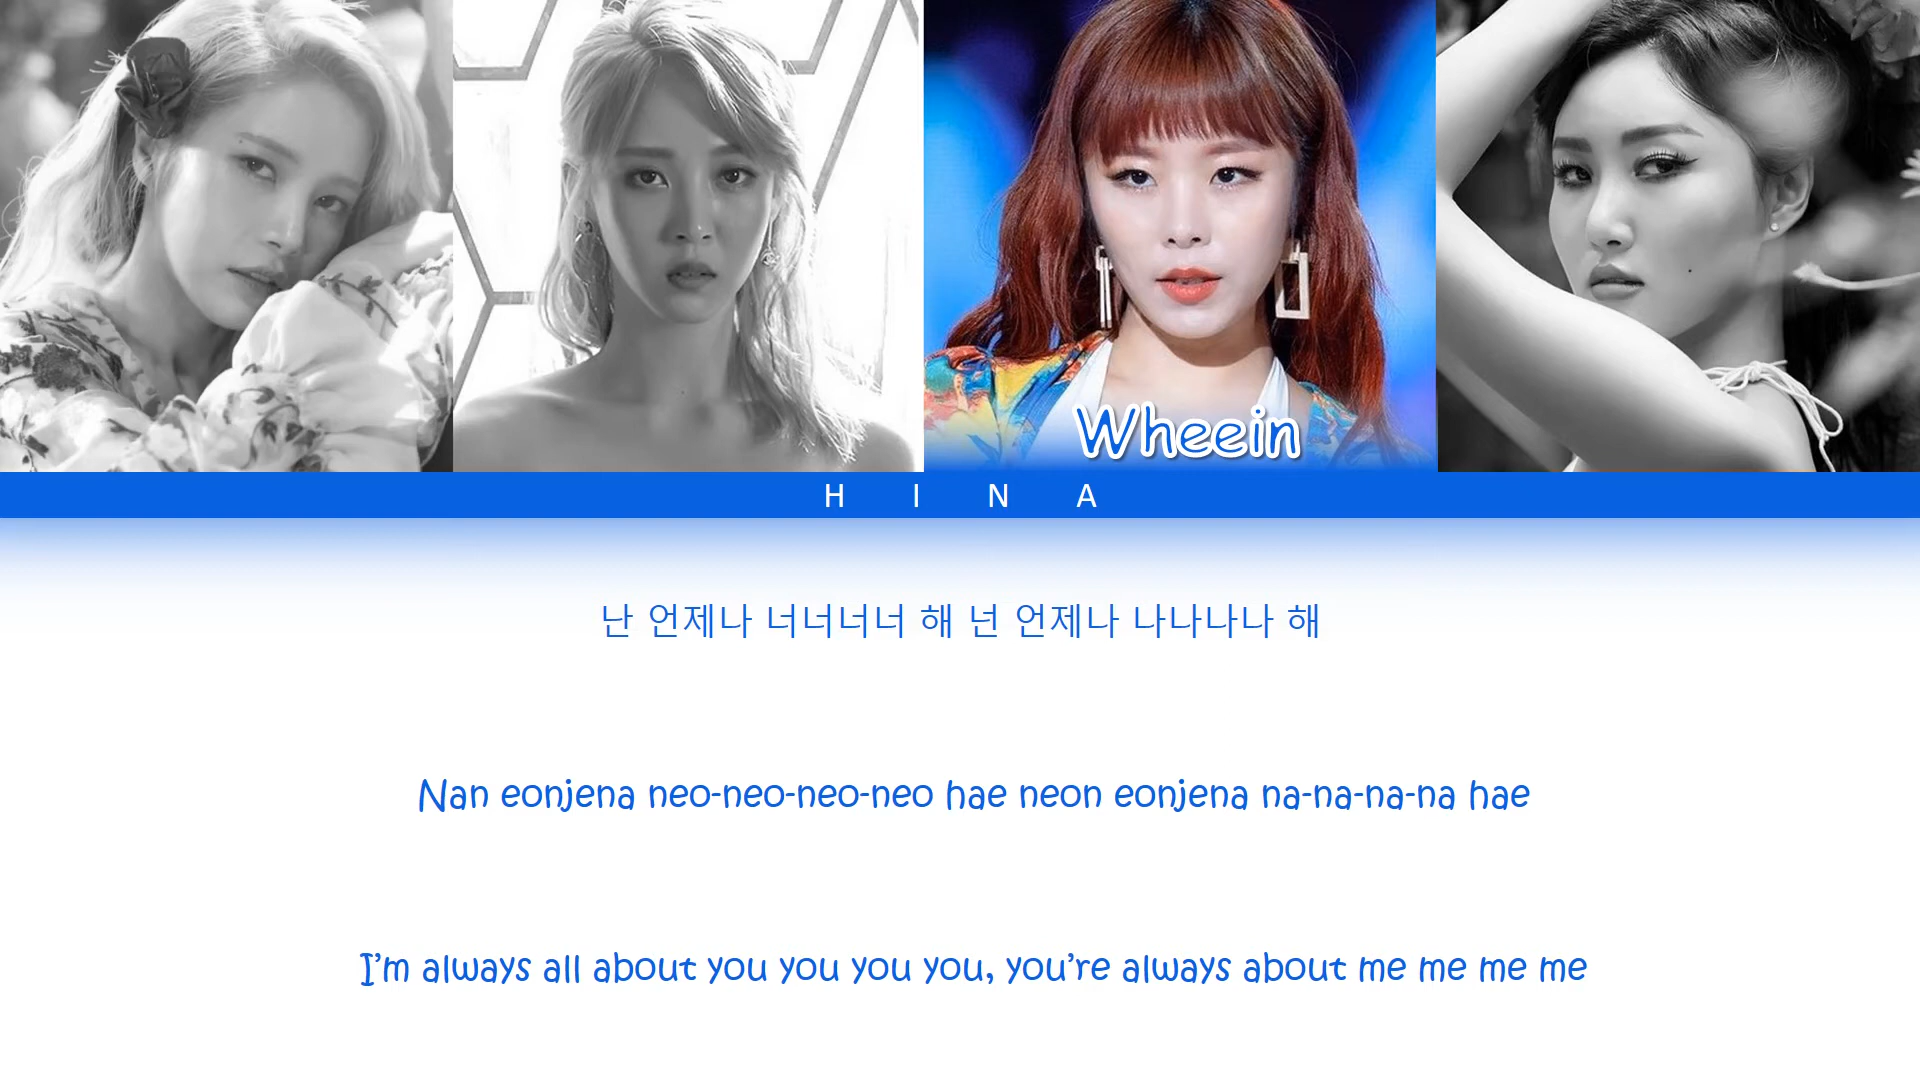 Wheein
H I N A
난 언제나 너너너너 해 넌 언제나 나나나나 해
Nan eonjena neo-neo-neo-neo hae neon eonjena na-na-na-na hae
I’m always all about you you you you, you’re always about me me me me